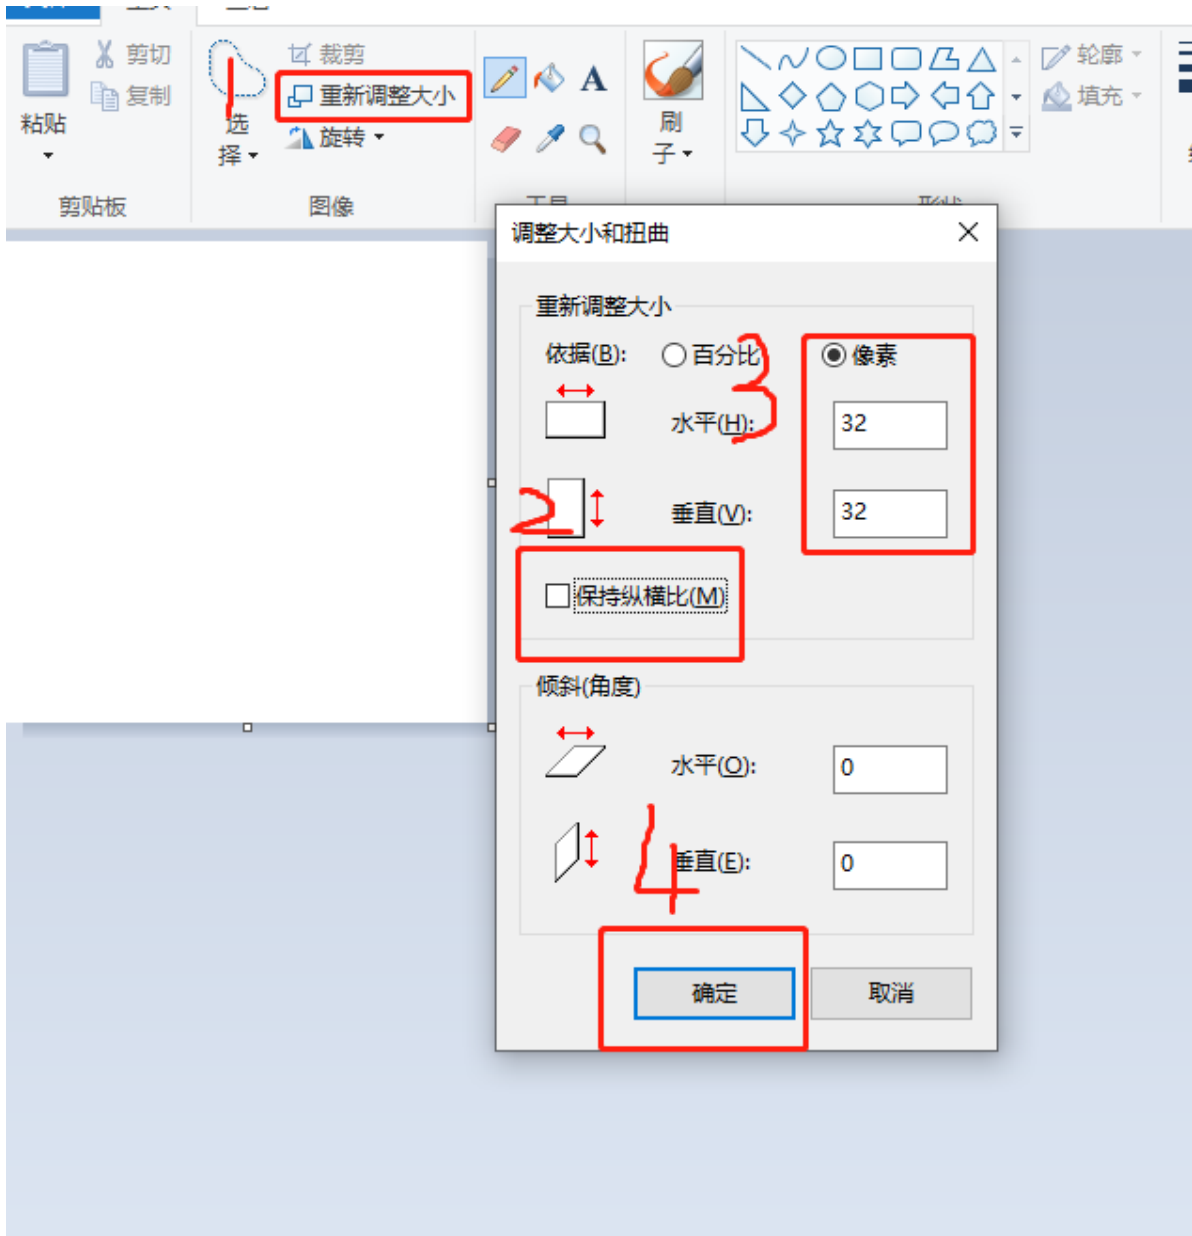 剪切
裁剪
轮廓
复制
重新调整大小
A
填充
粘贴
选择
旋转
刷子
剪贴板
图像
调整大小和扭曲
重新调整大小
依据(B):
百分比
像素
水平(H):
32
垂直(V):
32
保持纵横比(M)
倾斜(角度)
水平(O):
0
垂直(E):
0
确定
取消
1
2
3
4